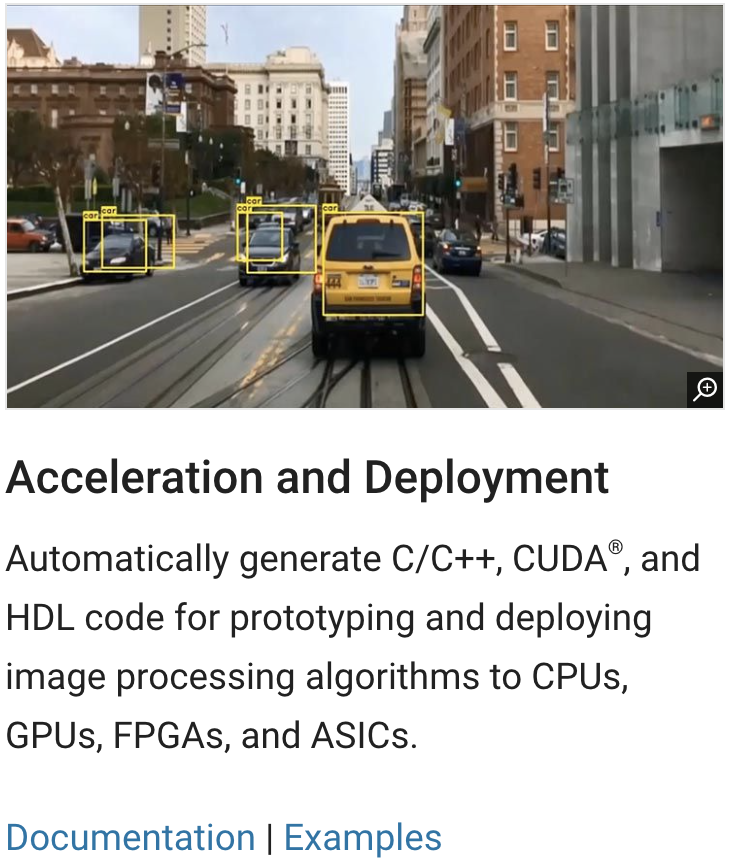 car car
car
car
car
Acceleration and Deployment
Automatically generate C/C++, CUDA®, and
HDL code for prototyping and deploying
image processing algorithms to CPUs,
GPUs, FPGAs, and ASICs.
Documentation | Examples